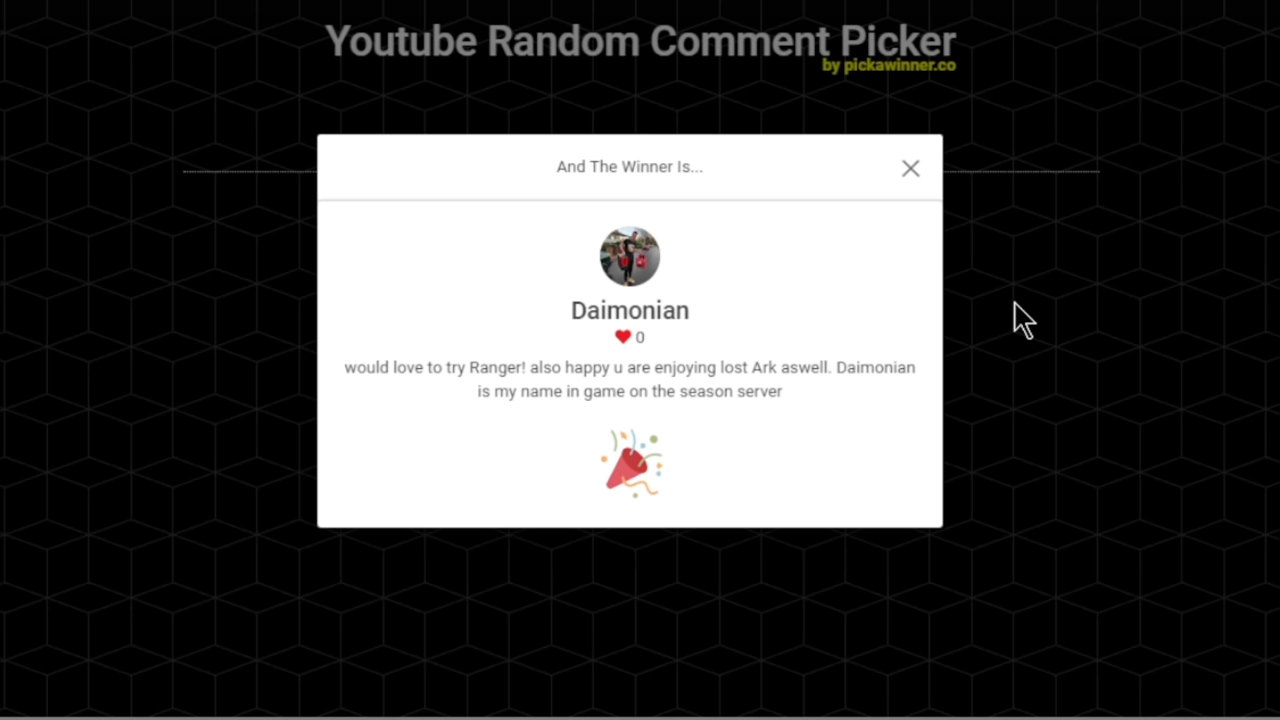 Youtube Random Comment Picker
by pickawinner.co
And The Winner Is...
Daimonian
0
would love to try Ranger! also happy u are enjoying lost Ark aswell. Daimonian
is my name in game on the season server